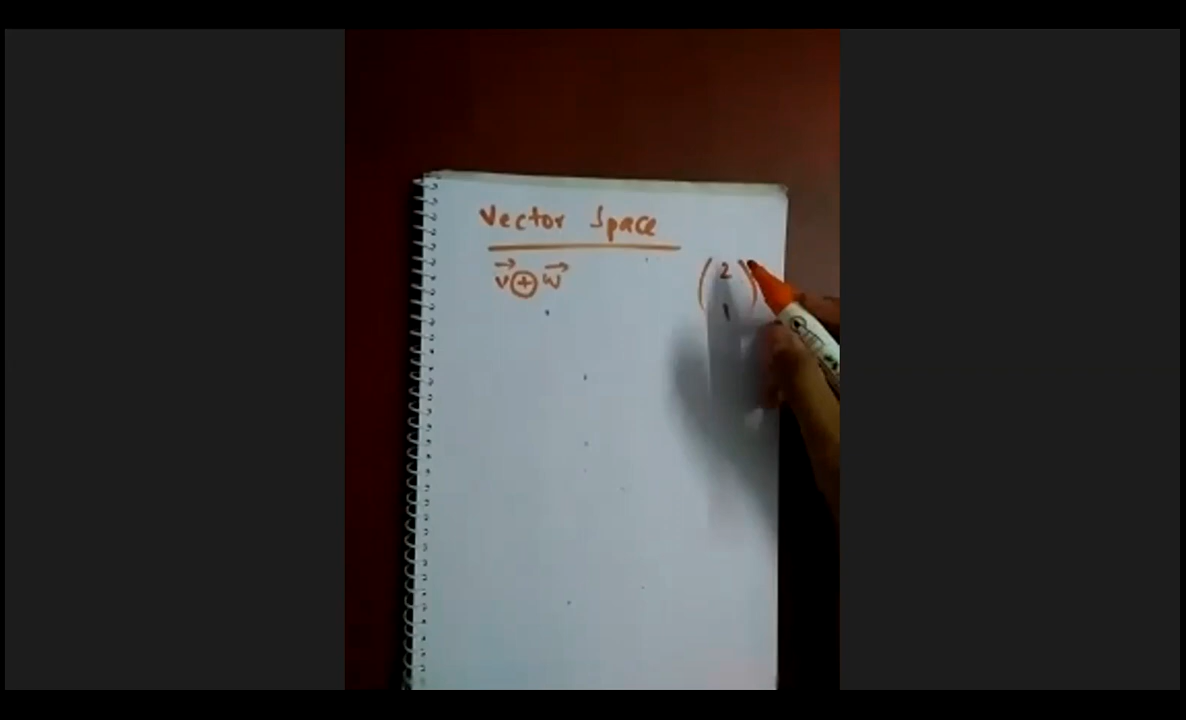 Vector Space
v⃗ ⊕ w⃗ (2
1)